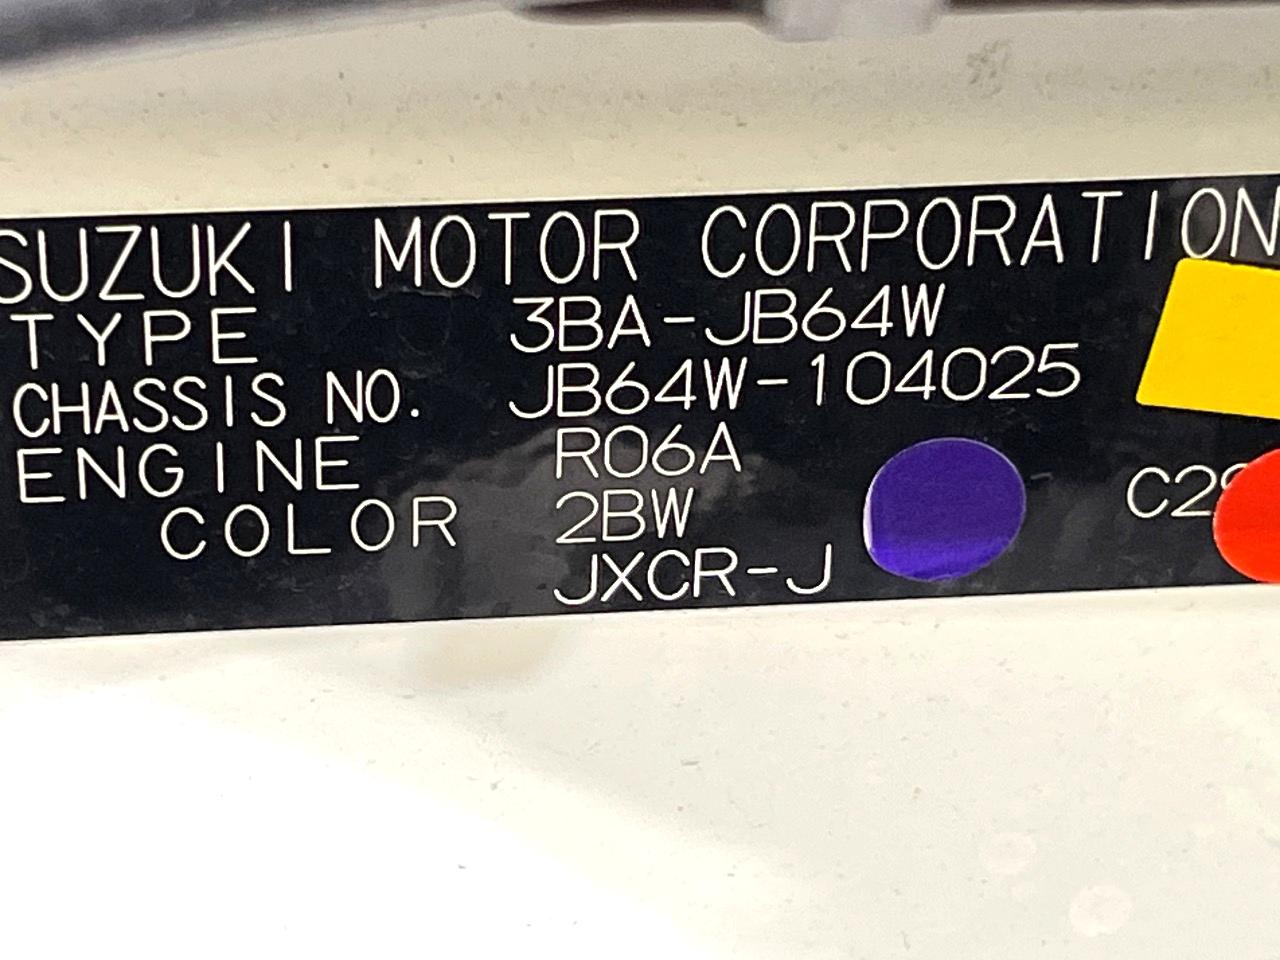 SUZUKI MOTOR CORPORATION
TYPE 3BA-JB64W
CHASSIS NO. JB64W-104025
ENGINE R06A
COLOR 2BW
JXCR-J